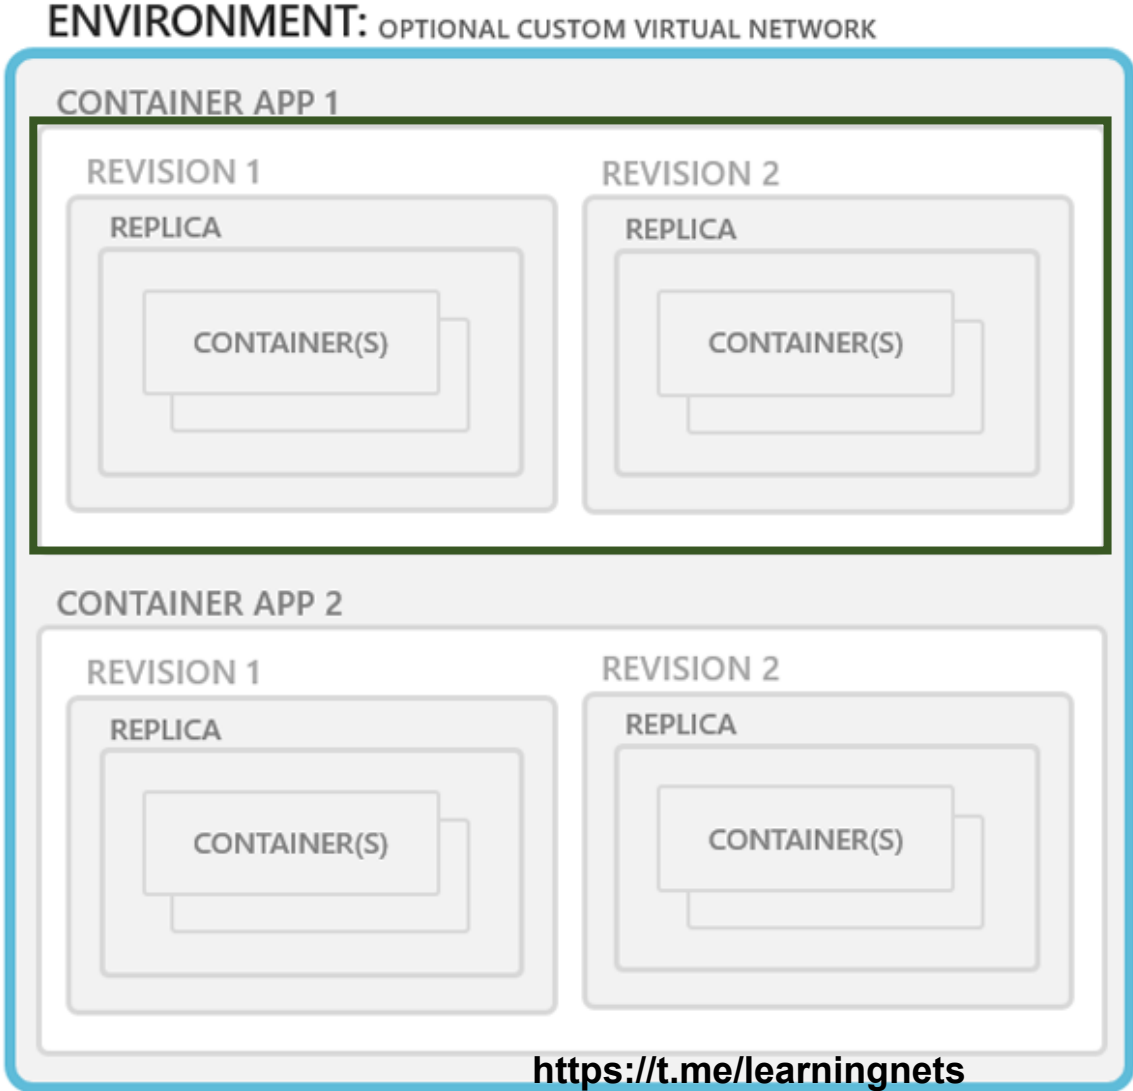 ENVIRONMENT: OPTIONAL CUSTOM VIRTUAL NETWORK
CONTAINER APP 1
REVISION 1
REPLICA
CONTAINER(S)
REVISION 2
REPLICA
CONTAINER(S)
CONTAINER APP 2
REVISION 1
REPLICA
CONTAINER(S)
REVISION 2
REPLICA
CONTAINER(S)
https://t.me/learningnets